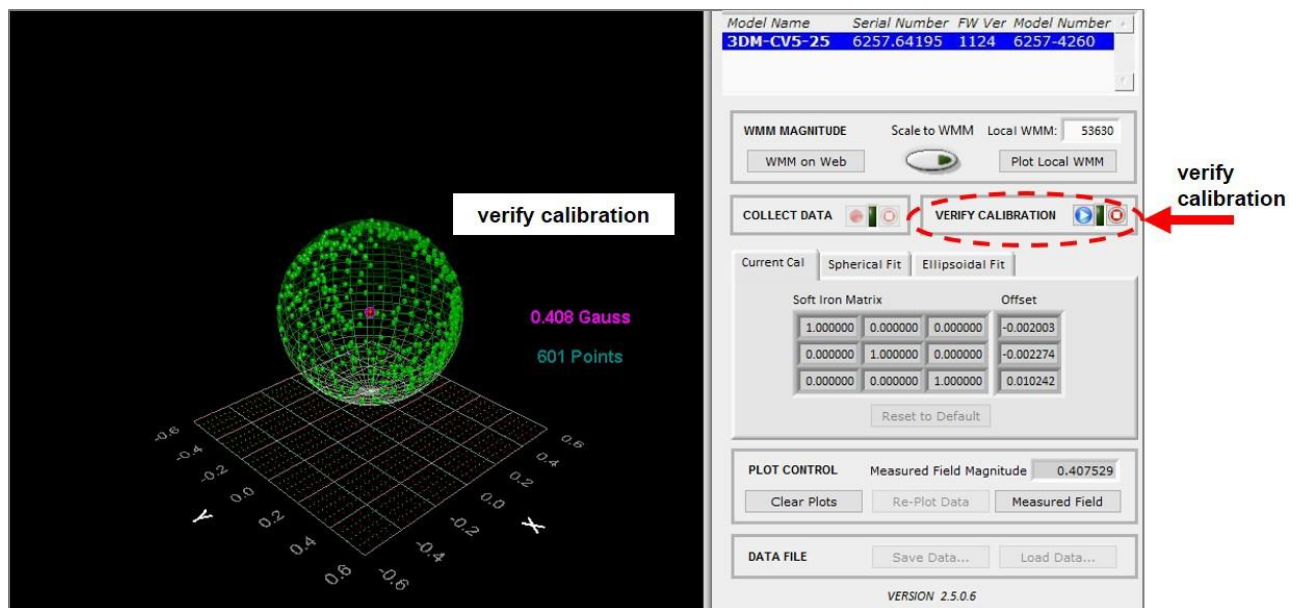 Model Name Serial Number FW Ver Model Number
3DM-CV5-25 6257.64195 1124 6257-4260
WMM MAGNITUDE Scale to WMM Local WMM: 53630
WMM on Web Plot Local WMM
verify calibration
verify
calibration
COLLECT DATA VERIFY CALIBRATION
Current Cal Spherical Fit Ellipsoidal Fit
Soft Iron Matrix Offset
1.000000 0.000000 0.000000 -0.002003
0.000000 1.000000 0.000000 -0.002274
0.000000 0.000000 1.000000 0.010242
Reset to Default
0.408 Gauss
601 Points
-0.6
-0.4
-0.2
0.0
0.2
0.4
0.6
Y
0.6
0.4
0.2
0.0
-0.2
-0.4
-0.6
X
PLOT CONTROL Measured Field Magnitude 0.407529
Clear Plots Re-Plot Data Measured Field
DATA FILE Save Data... Load Data...
VERSION 2.5.0.6